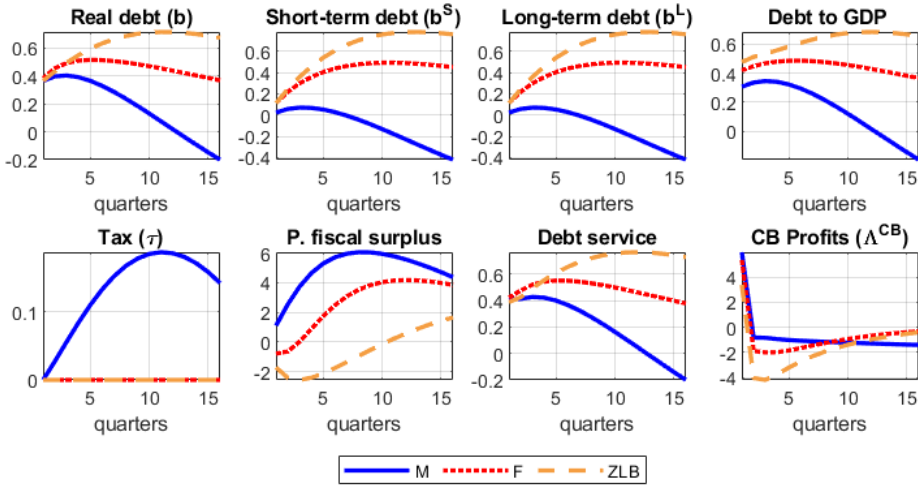 Real debt (b)
Short-term debt (b^S)
Long-term debt (b^L)
Debt to GDP
0.6
0.4
0.2
0
-0.2
5 10 15
quarters
0.6
0.4
0.2
0
-0.2
-0.4
5 10 15
quarters
0.6
0.4
0.2
0
-0.2
-0.4
5 10 15
quarters
0.6
0.4
0.2
0
5 10 15
quarters
Tax (τ)
P. fiscal surplus
Debt service
CB Profits (Λ^CB)
0.1
0
5 10 15
quarters
6
4
2
0
-2
5 10 15
quarters
0.6
0.4
0.2
0
-0.2
5 10 15
quarters
4
2
0
-2
-4
5 10 15
quarters
M F ZLB